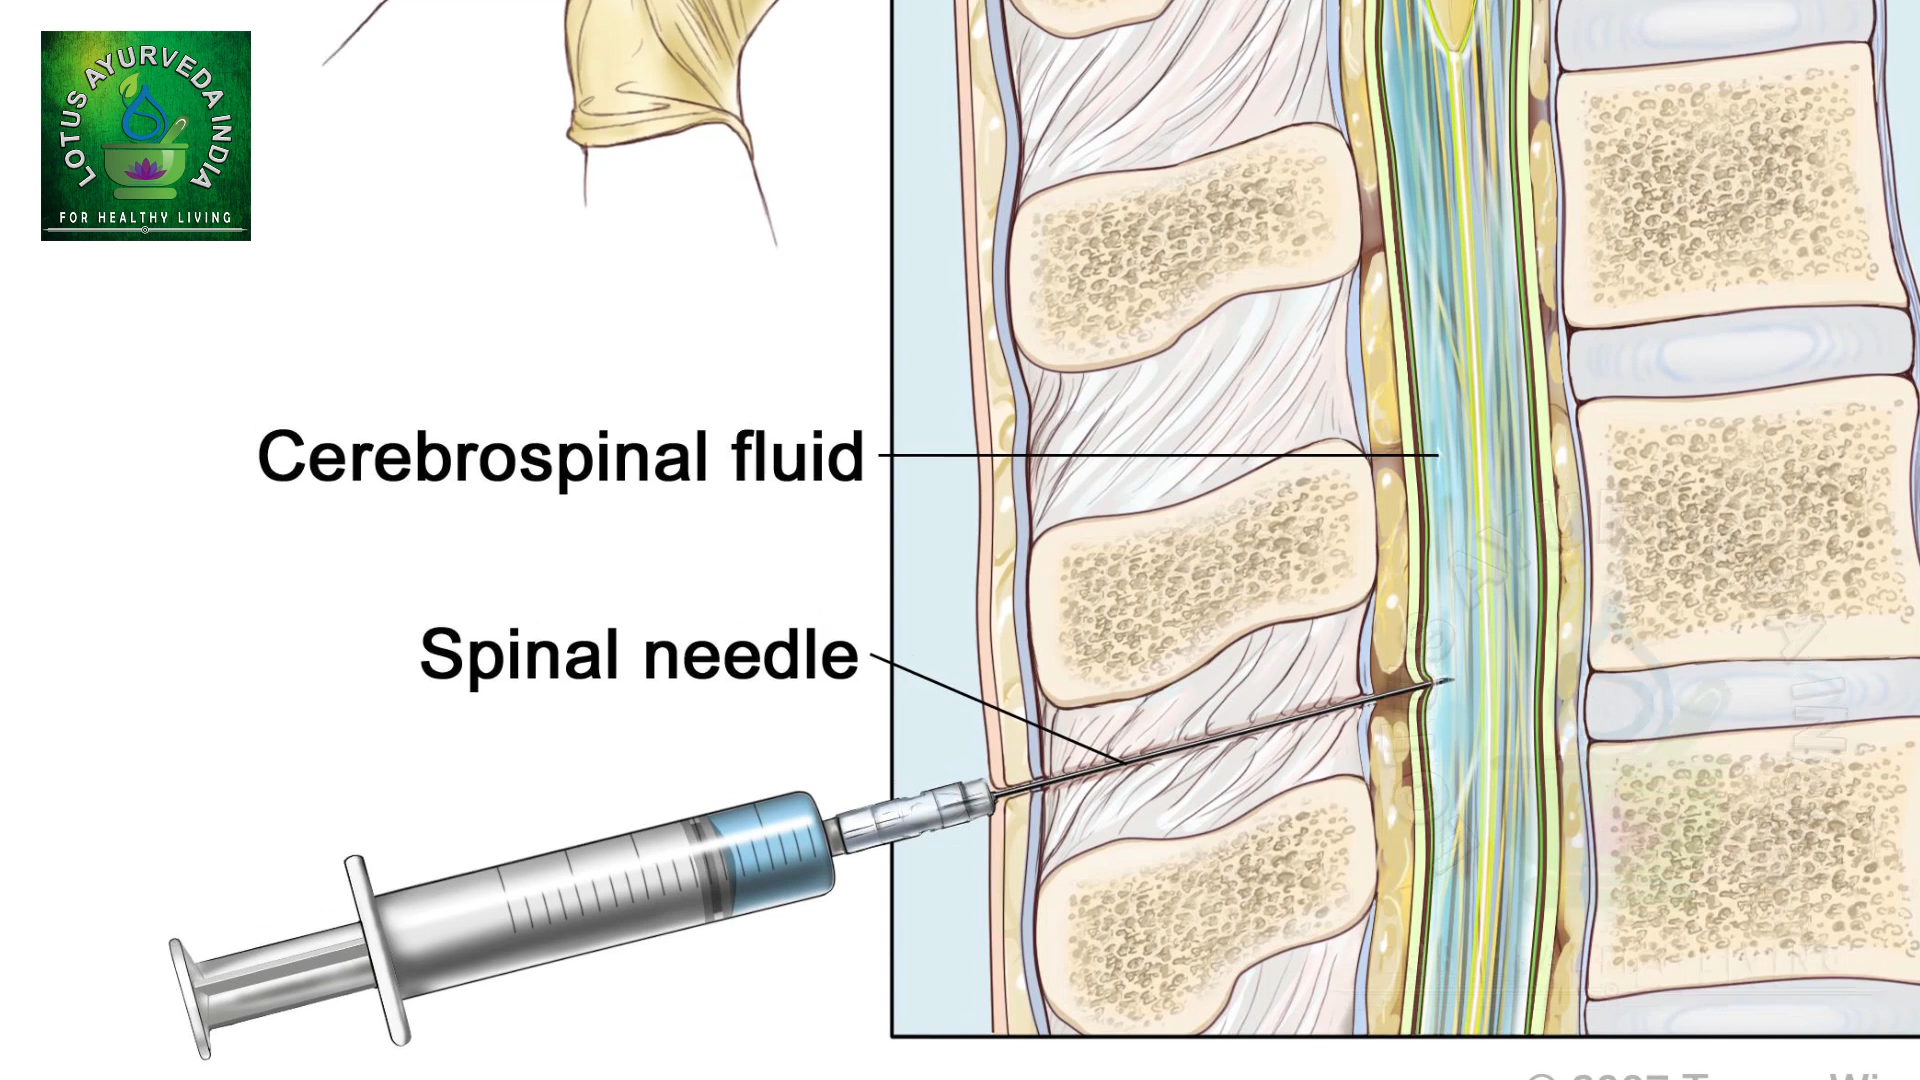 LOTUS AYURVEDA INDIA
FOR HEALTHY LIVING
Cerebrospinal fluid
Spinal needle